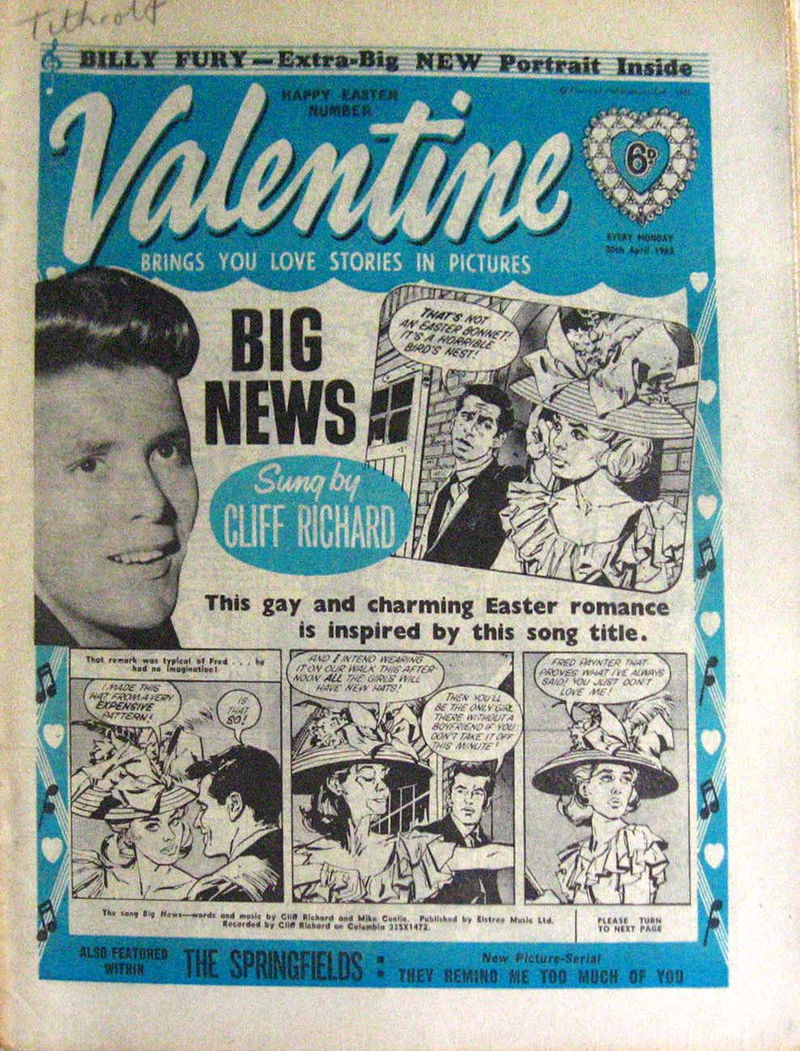 Tithcott
BILLY FURY—Extra-Big NEW Portrait Inside
HAPPY EASTER
NUMBER
Valentine
6D.
EVERY MONDAY
20th April 1963
BRINGS YOU LOVE STORIES IN PICTURES
BIG
NEWS
Sung by
CLIFF RICHARD
THAT'S NOT
AN EASTER BONNET!
IT'S A HORRIBLE
BIRD'S NEST!
This gay and charming Easter romance
is inspired by this song title.
That remark was typical of Fred . . . he
had no imagination!
I MADE THIS
HAT FROM A VERY
EXPENSIVE
PATTERN!
IS
THAT
SO!
AND I INTEND WEARING
IT ON OUR WALK THIS AFTER-
NOON ALL THE GIRLS WILL
HAVE NEW HATS!
THEN YOU'LL
BE THE ONLY GIRL
THERE WITHOUT A
BOYFRIEND IF YOU
DON'T TAKE IT OFF
THIS MINUTE!
FRED PAYNTER THAT
PROVES WHAT I'VE ALWAYS
SAID! YOU JUST DON'T
LOVE ME!
The song Big News—words and music by Cliff Richard and Mike Conlin. Published by Elstree Music Ltd.
Recorded by Cliff Richard on Columbia 33SX1472.
PLEASE TURN
TO NEXT PAGE
ALSO FEATURED
WITHIN
THE SPRINGFIELDS :
New Picture-Serial
THEY REMIND ME TOO MUCH OF YOU